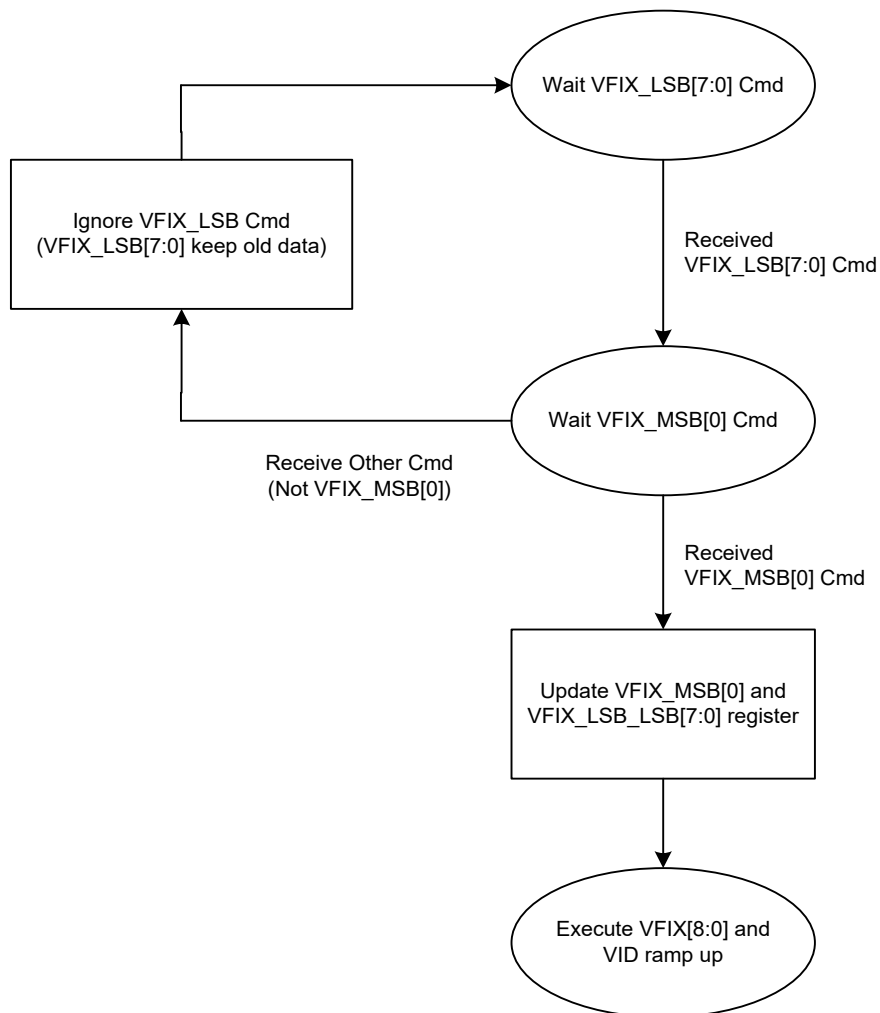 Wait VFIX_LSB[7:0] Cmd
Ignore VFIX_LSB Cmd
(VFIX_LSB[7:0] keep old data)
Received
VFIX_LSB[7:0] Cmd
Wait VFIX_MSB[0] Cmd
Receive Other Cmd
(Not VFIX_MSB[0])
Received
VFIX_MSB[0] Cmd
Update VFIX_MSB[0] and
VFIX_LSB_LSB[7:0] register
Execute VFIX[8:0] and
VID ramp up